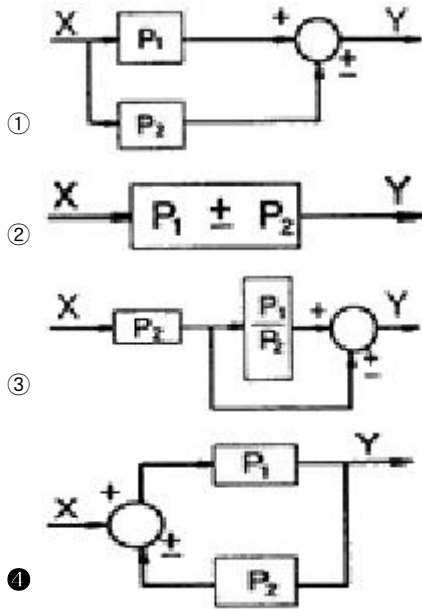 X P₁ + Y
±
P₂
①
X P₁ ± P₂ Y
②
X P₂ P₁/P₂ + Y
±
③
X + P₁ Y
±
P₂
❹